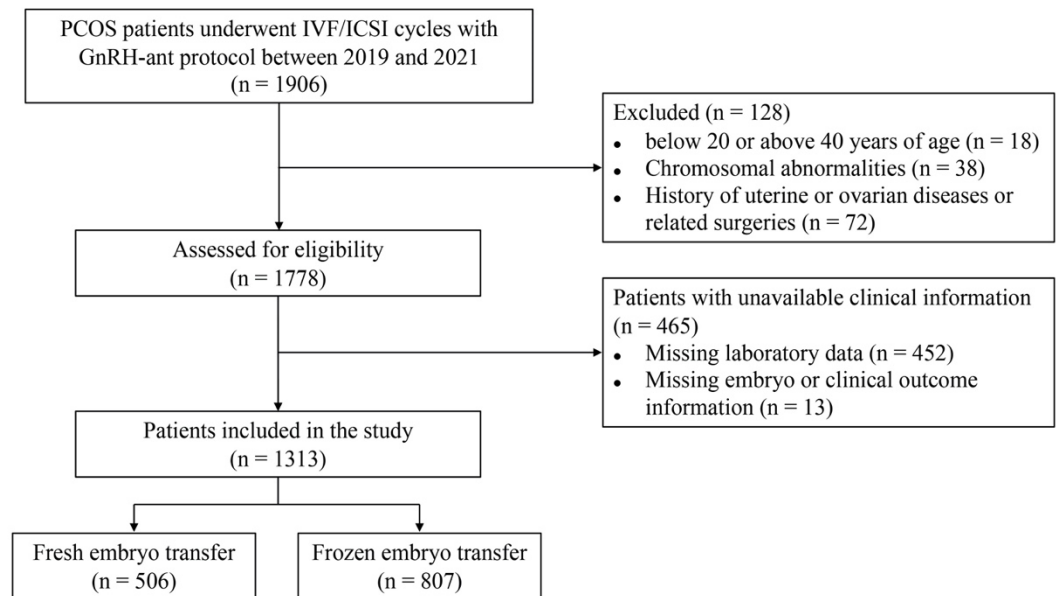 PCOS patients underwent IVF/ICSI cycles with
GnRH-ant protocol between 2019 and 2021
(n = 1906)
Excluded (n = 128)
• below 20 or above 40 years of age (n = 18)
• Chromosomal abnormalities (n = 38)
• History of uterine or ovarian diseases or
related surgeries (n = 72)
Assessed for eligibility
(n = 1778)
Patients with unavailable clinical information
(n = 465)
• Missing laboratory data (n = 452)
• Missing embryo or clinical outcome
information (n = 13)
Patients included in the study
(n = 1313)
Fresh embryo transfer
(n = 506)
Frozen embryo transfer
(n = 807)